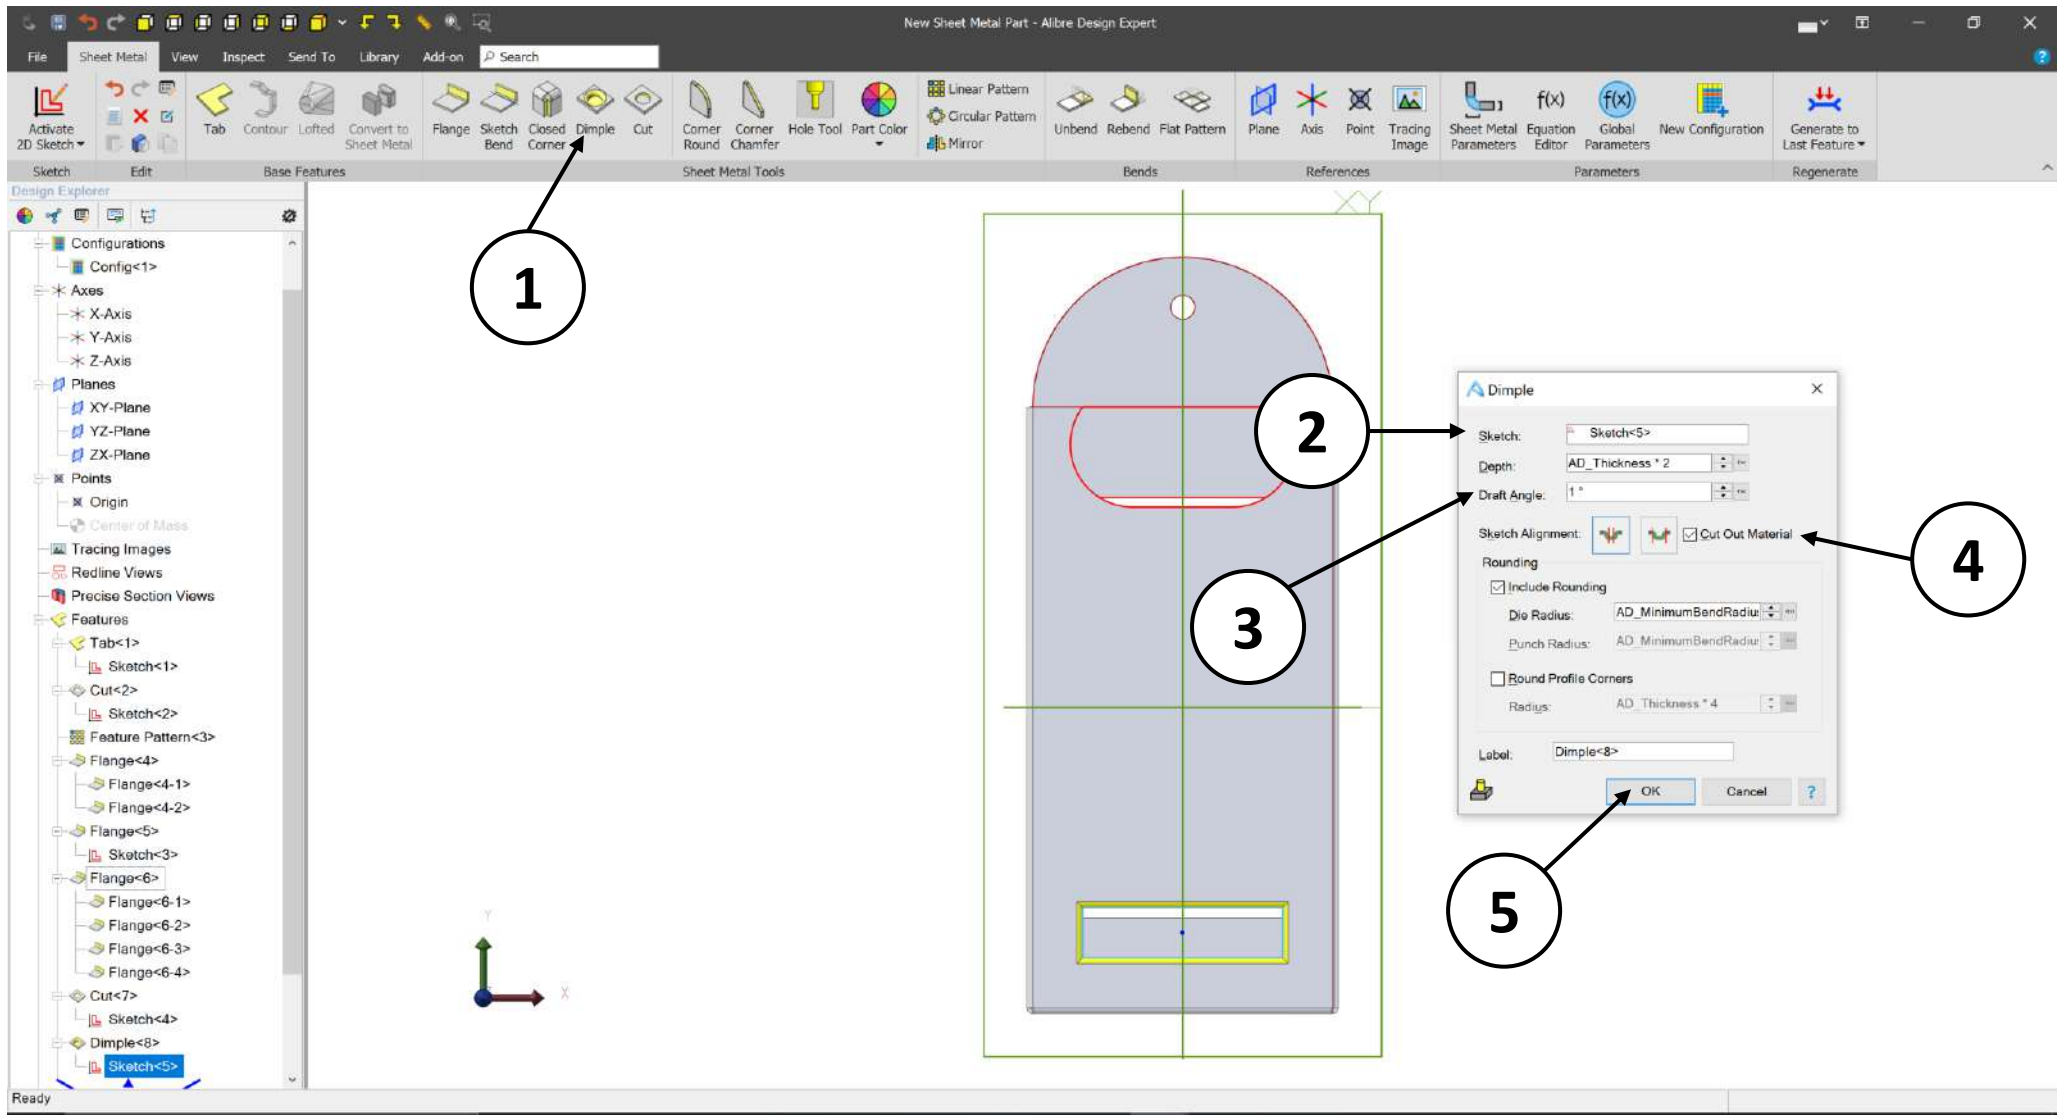 New Sheet Metal Part - Alibre Design Expert
File Sheet Metal View Inspect Send To Library Add-on Search
Activate 2D Sketch
Tab
Contour
Lofted
Convert to Sheet Metal
Flange
Sketch Bend
Closed Corner
Dimple
Cut
Corner Round
Corner Chamfer
Hole Tool
Part Color
Linear Pattern
Circular Pattern
Mirror
Unbend
Rebend
Flat Pattern
Plane
Axis
Point
Tracing Image
Sheet Metal Parameters
f(x)
Equation Editor
f(x)
Global Parameters
New Configuration
Generate to Last Feature
Sketch Edit Base Features Sheet Metal Tools Bends References Parameters Regenerate
Design Explorer
Configurations
Config<1>
Axes
X-Axis
Y-Axis
Z-Axis
Planes
XY-Plane
YZ-Plane
ZX-Plane
Points
Origin
Center of Mass
Tracing Images
Redline Views
Precise Section Views
Features
Tab<1>
Sketch<1>
Cut<2>
Sketch<2>
Feature Pattern<3>
Flange<4>
Flange<4-1>
Flange<4-2>
Flange<5>
Sketch<3>
Flange<6>
Flange<6-1>
Flange<6-2>
Flange<6-3>
Flange<6-4>
Cut<7>
Sketch<4>
Dimple<8>
Sketch<5>
Ready
1
XY
Y
X
2
3
4
5
Dimple
Sketch: Sketch<5>
Depth: AD_Thickness * 2
Draft Angle: 1 °
Sketch Alignment: Cut Out Material
Rounding
Include Rounding
Die Radius: AD_MinimumBendRadiu
Punch Radius: AD_MinimumBendRadiu
Round Profile Corners
Radius: AD_Thickness * 4
Label: Dimple<8>
OK Cancel ?